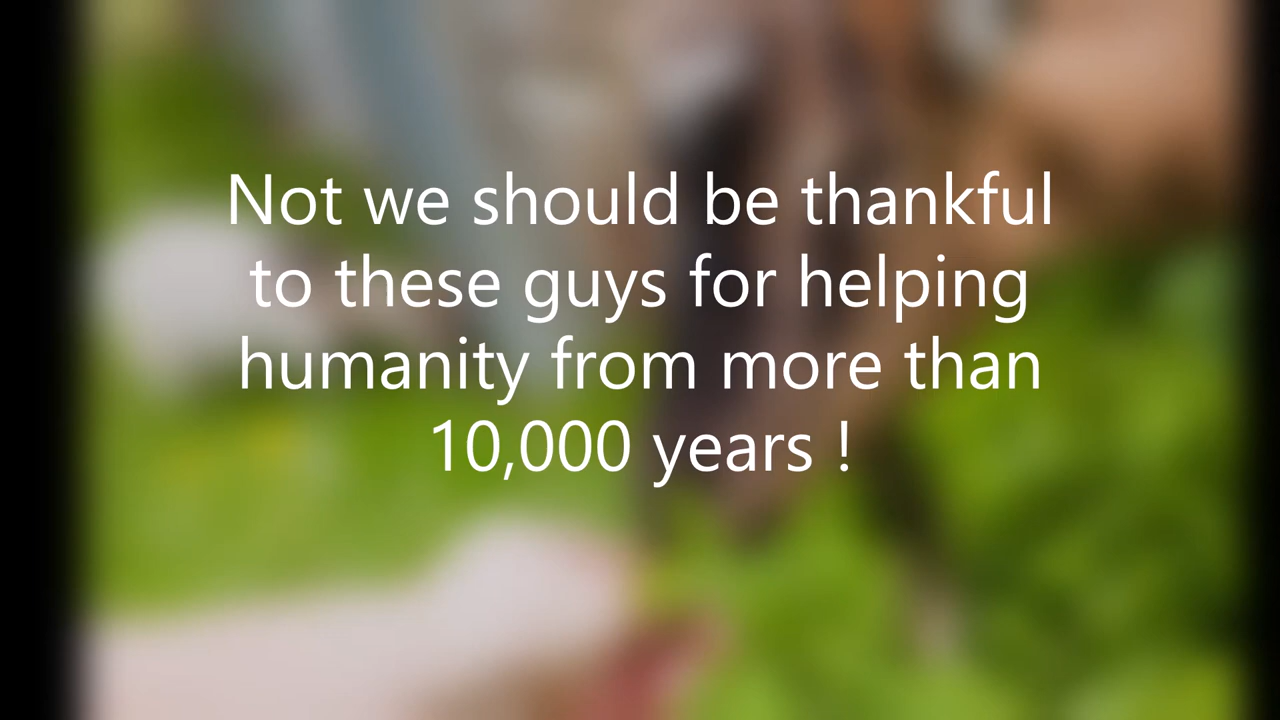 Not we should be thankful
to these guys for helping
humanity from more than
10,000 years !